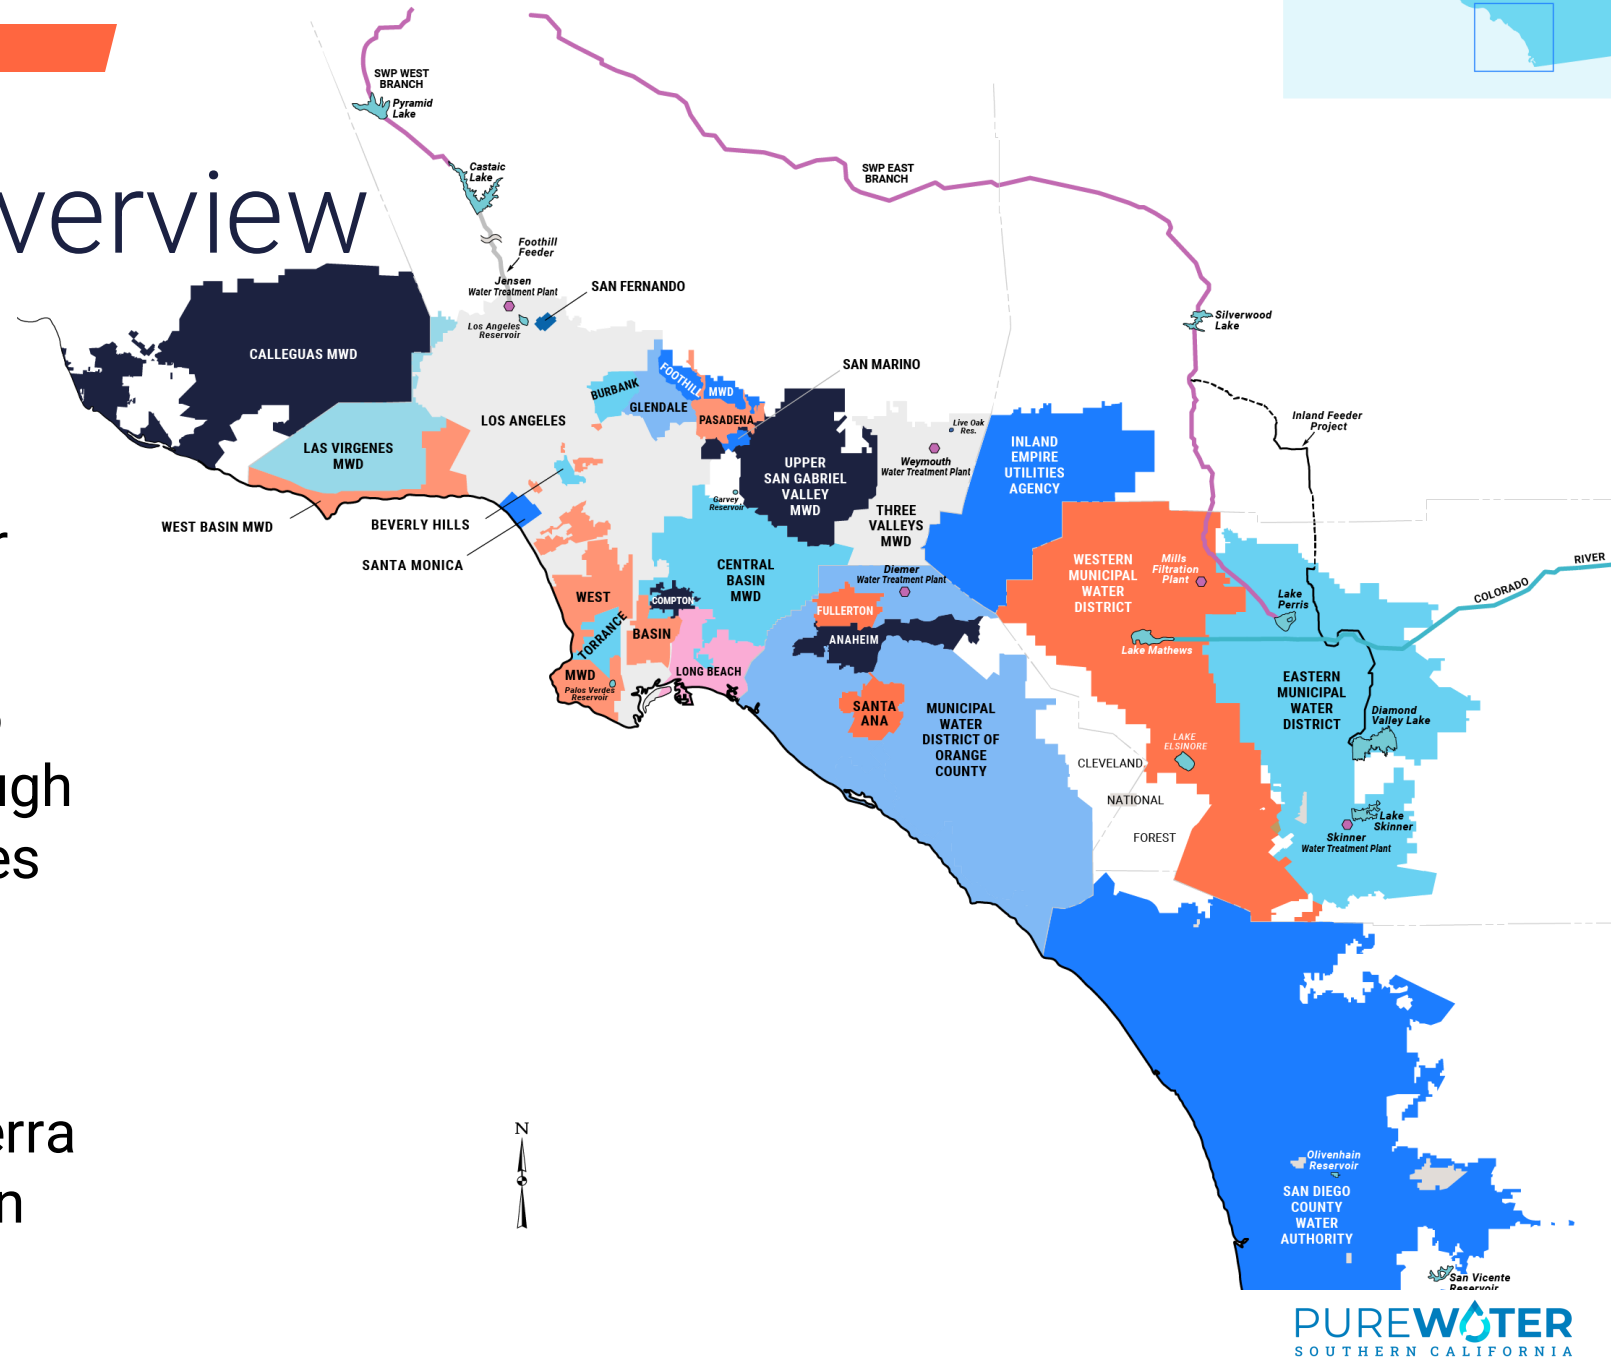 SWP WEST
BRANCH
Pyramid
Lake
Castaic
Lake
SWP EAST
BRANCH
verview
Foothill
Feeder
Jensen
Water Treatment Plant
SAN FERNANDO
Los Angeles
Reservoir
Silverwood
Lake
CALLEGUAS MWD
SAN MARINO
BURBANK
FOOTHILL
MWD
GLENDALE
PASADENA
LOS ANGELES
Live Oak
Res.
Inland Feeder
Project
LAS VIRGENES
MWD
Weymouth
Water Treatment Plant
INLAND
EMPIRE
UTILITIES
AGENCY
UPPER
SAN GABRIEL
VALLEY
MWD
Garvey
Reservoir
WEST BASIN MWD
BEVERLY HILLS
SANTA MONICA
THREE
VALLEYS
MWD
r
CENTRAL
BASIN
MWD
Diemer
Water Treatment Plant
WESTERN
MUNICIPAL
WATER
DISTRICT
Mills
Filtration
Plant
COLORADO
RIVER
WEST
BASIN
MWD
COMPTON
TORRANCE
FULLERTON
ANAHEIM
Lake
Perris
Lake Mathews
LONG BEACH
Palos Verdes
Reservoir
SANTA
ANA
MUNICIPAL
WATER
DISTRICT OF
ORANGE
COUNTY
EASTERN
MUNICIPAL
WATER
DISTRICT
Diamond
Valley Lake
LAKE
ELSINORE
CLEVELAND
NATIONAL
FOREST
ugh
es
Lake
Skinner
Skinner
Water Treatment Plant
erra
n
N
Olivenhain
Reservoir
SAN DIEGO
COUNTY
WATER
AUTHORITY
San Vicente
Reservoir
PUREWATER
SOUTHERN CALIFORNIA